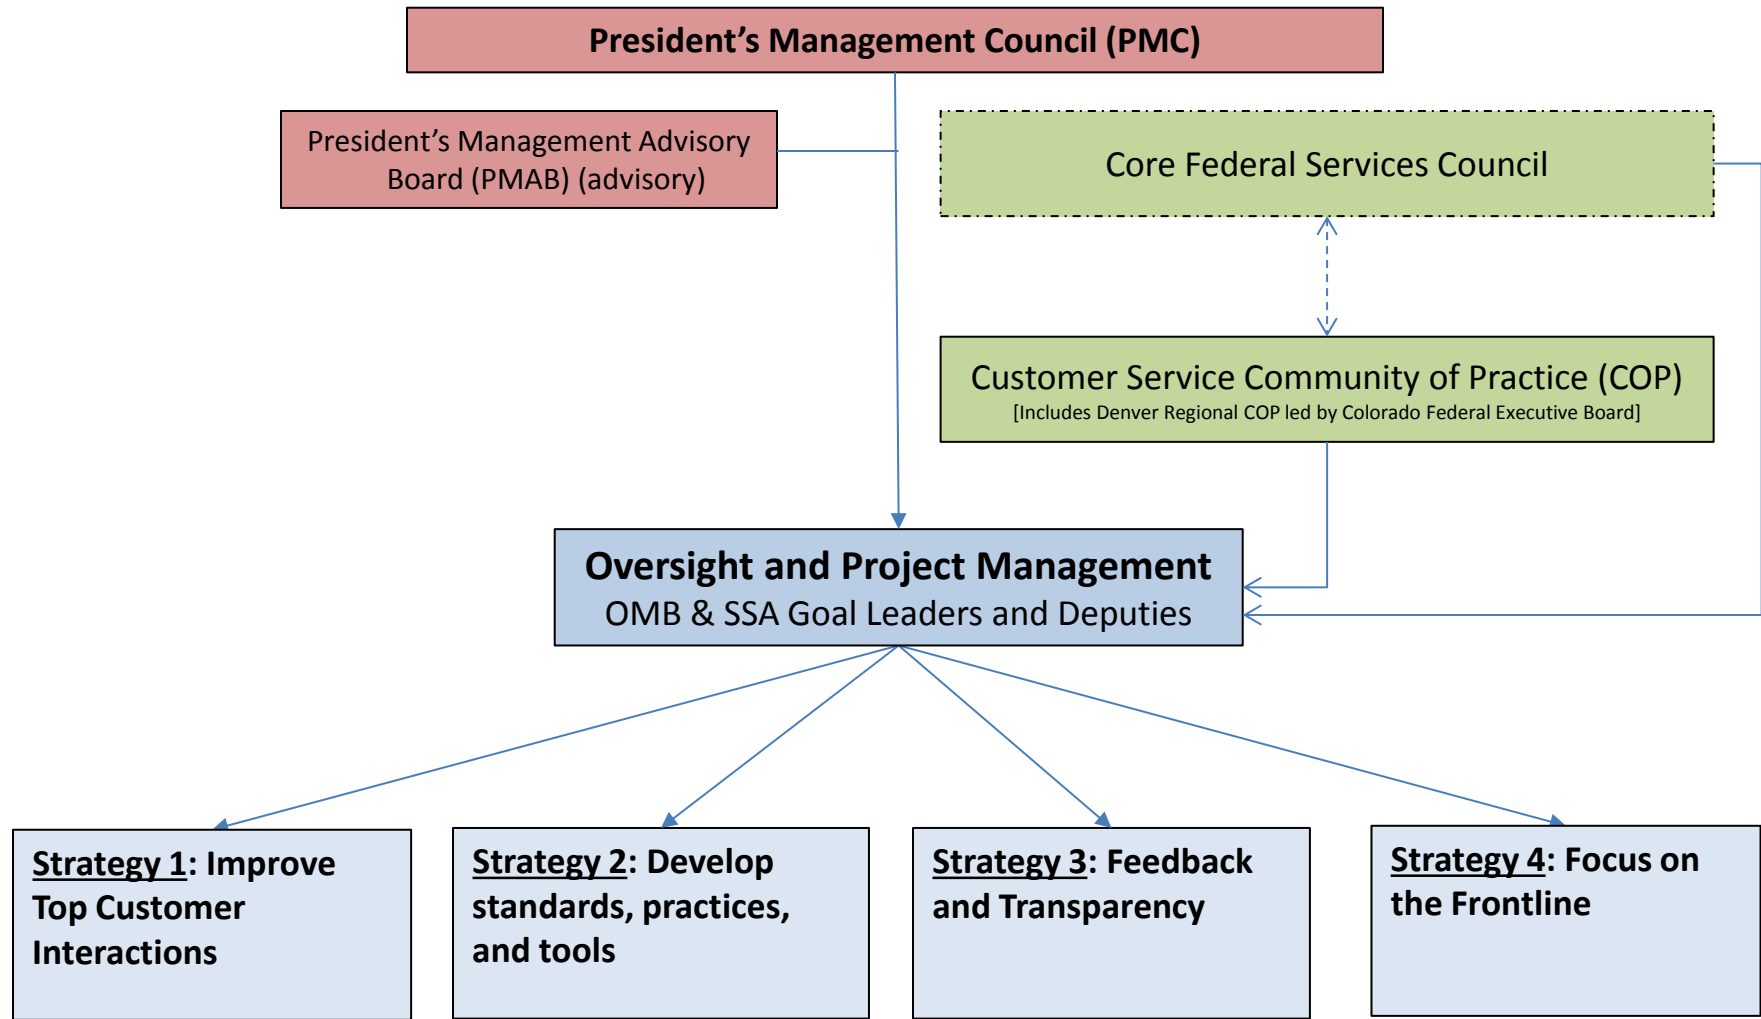 President’s Management Council (PMC)
President’s Management Advisory
Board (PMAB) (advisory)
Core Federal Services Council
Customer Service Community of Practice (COP)
[Includes Denver Regional COP led by Colorado Federal Executive Board]
Oversight and Project Management
OMB & SSA Goal Leaders and Deputies
Strategy 1: Improve
Top Customer
Interactions
Strategy 2: Develop
standards, practices,
and tools
Strategy 3: Feedback
and Transparency
Strategy 4: Focus on
the Frontline